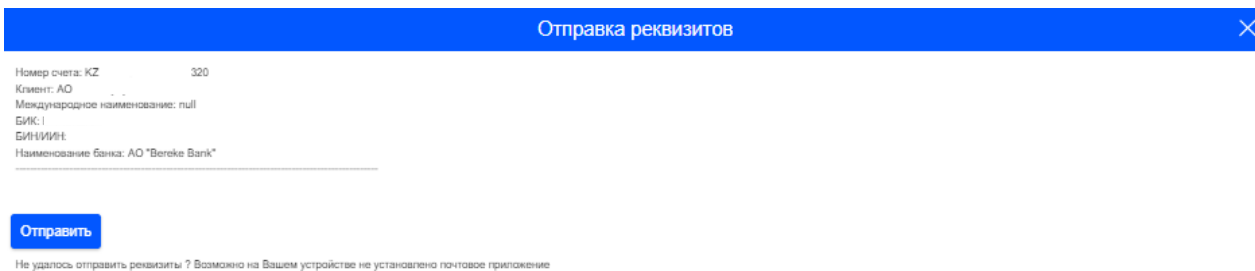 Отправка реквизитов
Номер счета: KZ 320
Клиент: АО
Международное наименование: null
БИК:
БИН/ИИН:
Наименование банка: АО "Bereke Bank"
Отправить
Не удалось отправить реквизиты ? Возможно на Вашем устройстве не установлено почтовое приложение